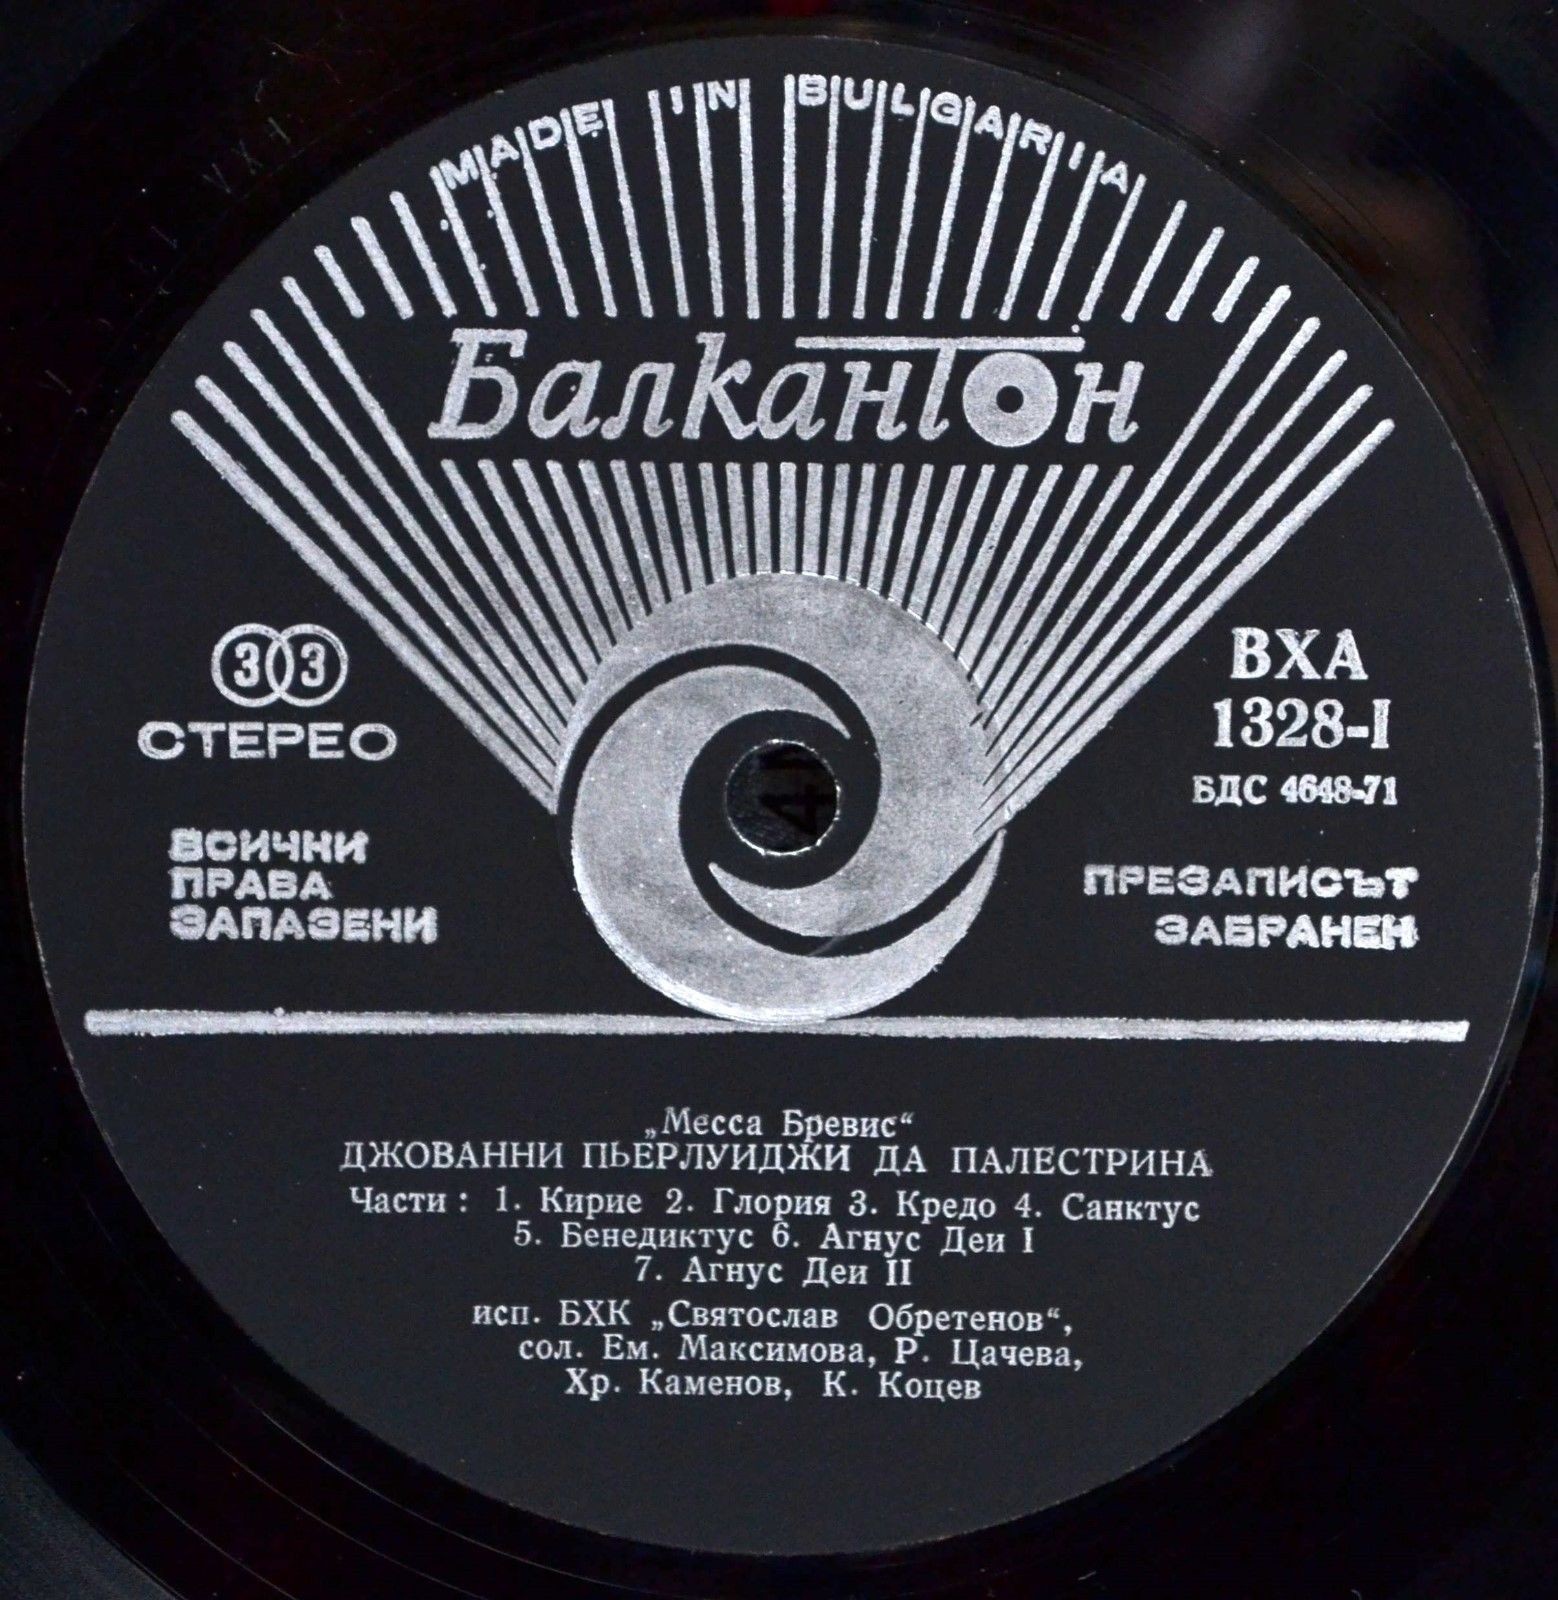 MADE IN BULGARIA
Балкантон
33
СТЕРЕО
ВСИЧНИ
ПРАВА
ЗАПАЗЕНИ
ВХА
1328-I
БДС 4648-71
ПРЕЗАПИСЪТ
ЗАБРАНЕН
„Месса Бревис“
ДЖОВАННИ ПЬЕРЛУИДЖИ ДА ПАЛЕСТРИНА
Части : 1. Кирие 2. Глория 3. Кредо 4. Санктус
5. Бенедиктус 6. Агнус Деи I
7. Агнус Деи II
исп. БХК „Святослав Обретенов“,
сол. Ем. Максимова, Р. Цачева,
Хр. Каменов, К. Коцев